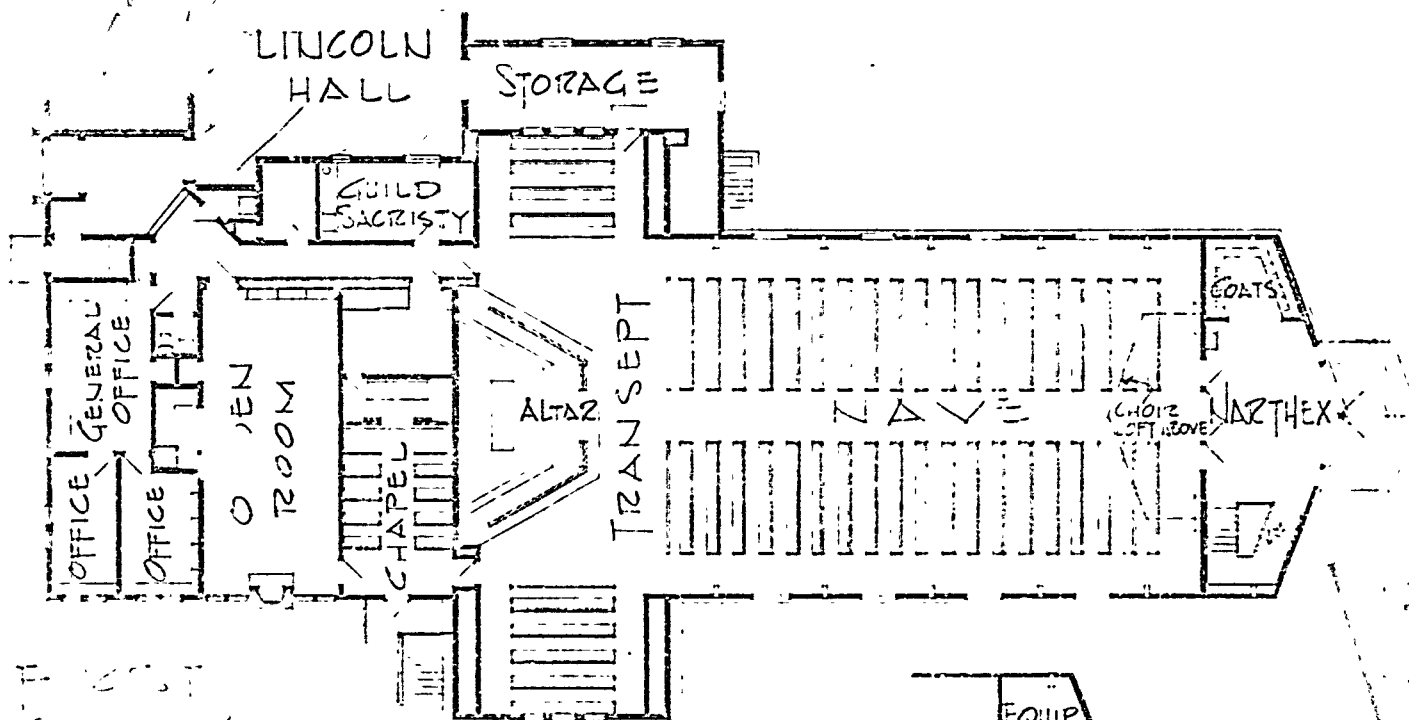 LINCOLN
HALL
STORAGE
GUILD
SACRISTY
COATS
GENERAL
OFFICE
ROOM
TRANSEPT
ALTAR
NAVE
CHOIR
LOFT ABOVE
NARTHEX
CHAPEL
OFFICE
OFFICE
EQUIP